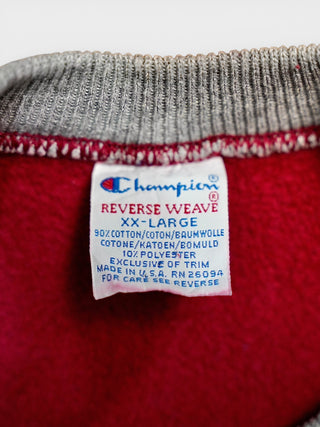 Champion®
REVERSE WEAVE®
XX-LARGE
90% COTTON/COTON/BAUMWOLLE
COTONE/KATOEN/BOMULD
10% POLYESTER
EXCLUSIVE OF TRIM
MADE IN U.S.A. RN 26094
FOR CARE SEE REVERSE